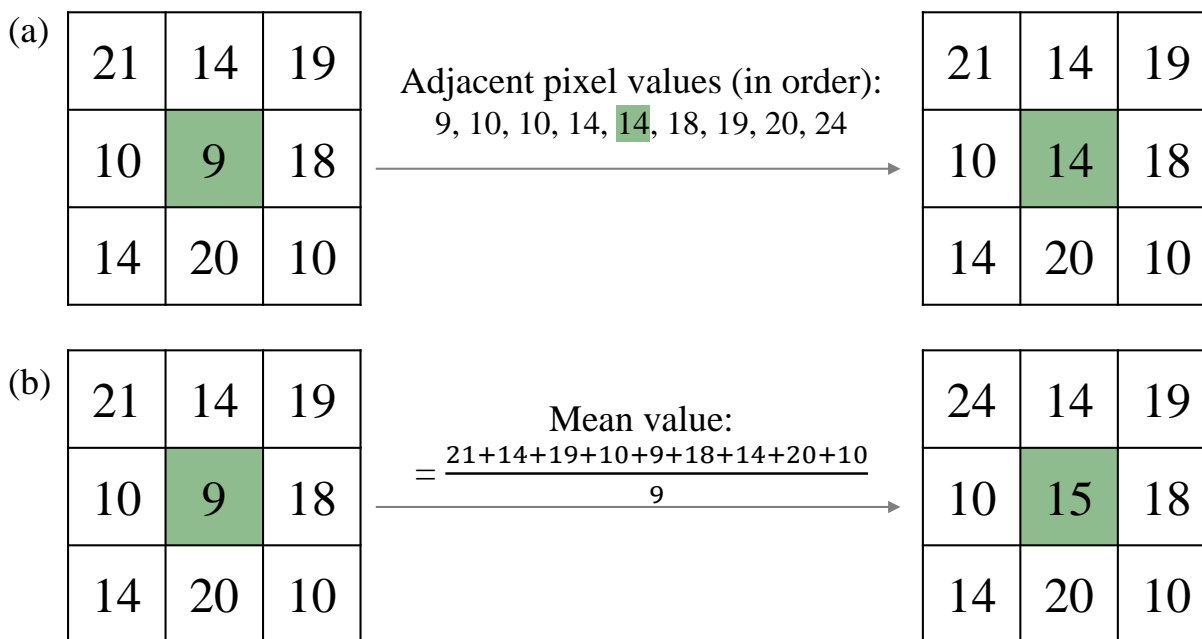 (a)
21 14 19
10 9 18
14 20 10
Adjacent pixel values (in order):
9, 10, 10, 14, 14, 18, 19, 20, 24
21 14 19
10 14 18
14 20 10
(b)
21 14 19
10 9 18
14 20 10
Mean value:
= 21+14+19+10+9+18+14+20+10
9
24 14 19
10 15 18
14 20 10